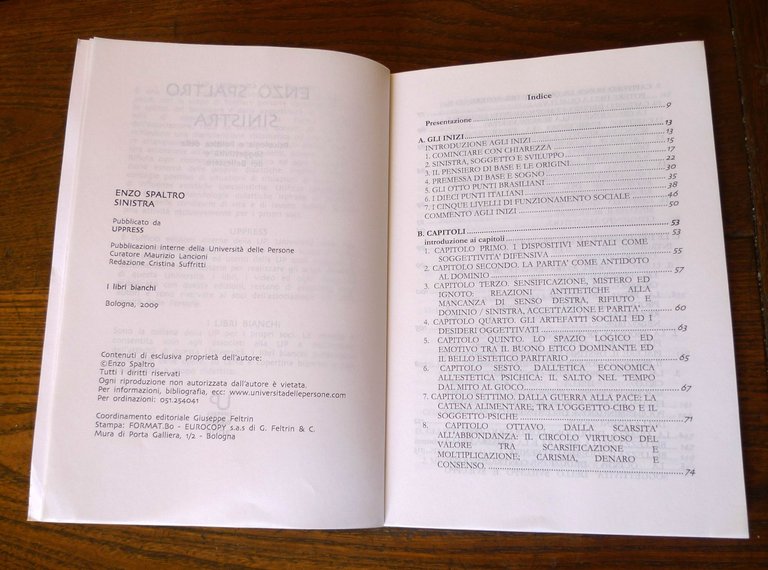 ENZO SPALTRO
SINISTRA
Pubblicato da
UPPRESS
Pubblicazioni interne della Università delle Persone
Curatore Maurizio Lancioni
Redazione Cristina Suffritti
I libri bianchi
Bologna, 2009
Contenuti di esclusiva proprietà dell'autore:
©Enzo Spaltro
Tutti i diritti riservati
Ogni riproduzione non autorizzata dall'autore è vietata.
Per informazioni, bibliografia, ecc: www.universitadellepersone.com
Per ordinazioni: 051.254041
Coordinamento editoriale Giuseppe Feltrin
Stampa: FORMAT.Bo - EUROCOPY s.a.s di G. Feltrin & C.
Mura di Porta Galliera, 1/2 - Bologna
Indice
Presentazione 9
A. GLI INIZI 13
INTRODUZIONE AGLI INIZI 13
1. COMINCIARE CON CHIAREZZA 15
2. SINISTRA, SOGGETTO E SVILUPPO 17
3. IL PENSIERO DI BASE E LE ORIGINI 22
4. PREMESSA DI BASE E SOGNO 30
5. GLI OTTO PUNTI BRASILIANI 35
6. I DIECI PUNTI ITALIANI 38
7. I CINQUE LIVELLI DI FUNZIONAMENTO SOCIALE 46
COMMENTO AGLI INIZI 50
B. CAPITOLI 53
introduzione ai capitoli 53
1. CAPITOLO PRIMO. I DISPOSITIVI MENTALI COME
SOGGETTIVITA' DIFENSIVA 55
2. CAPITOLO SECONDO. LA PARITA' COME ANTIDOTO
AL DOMINIO 57
3. CAPITOLO TERZO. SENSIFICAZIONE, MISTERO ED
IGNOTO: REAZIONI ANTITETICHE ALLA
MANCANZA DI SENSO DESTRA, RIFIUTO E
DOMINIO / SINISTRA, ACCETTAZIONE E PARITA' 60
4. CAPITOLO QUARTO. GLI ARTEFATTI SOCIALI ED I
DESIDERI OGGETTIVATI 63
5. CAPITOLO QUINTO. LO SPAZIO LOGICO ED
EMOTIVO TRA IL BUONO ETICO DOMINANTE ED
IL BELLO ESTETICO PARITARIO 65
6. CAPITOLO SESTO. DALL'ETICA ECONOMICA
ALL'ESTETICA PSICHICA: IL SALTO NEL TEMPO
DAL MITO AL GIOCO 67
7. CAPITOLO SETTIMO. DALLA GUERRA ALLA PACE: LA
CATENA ALIMENTARE; TRA L'OGGETTO-CIBO E IL
SOGGETTO-PSICHE 71
8. CAPITOLO OTTAVO. DALLA SCARSITA'
ALL'ABBONDANZA: IL CIRCOLO VIRTUOSO DEL
VALORE TRA SCARSIFICAZIONE E
MOLTIPLICAZIONE; CARISMA, DENARO E
CONSENSO. 74